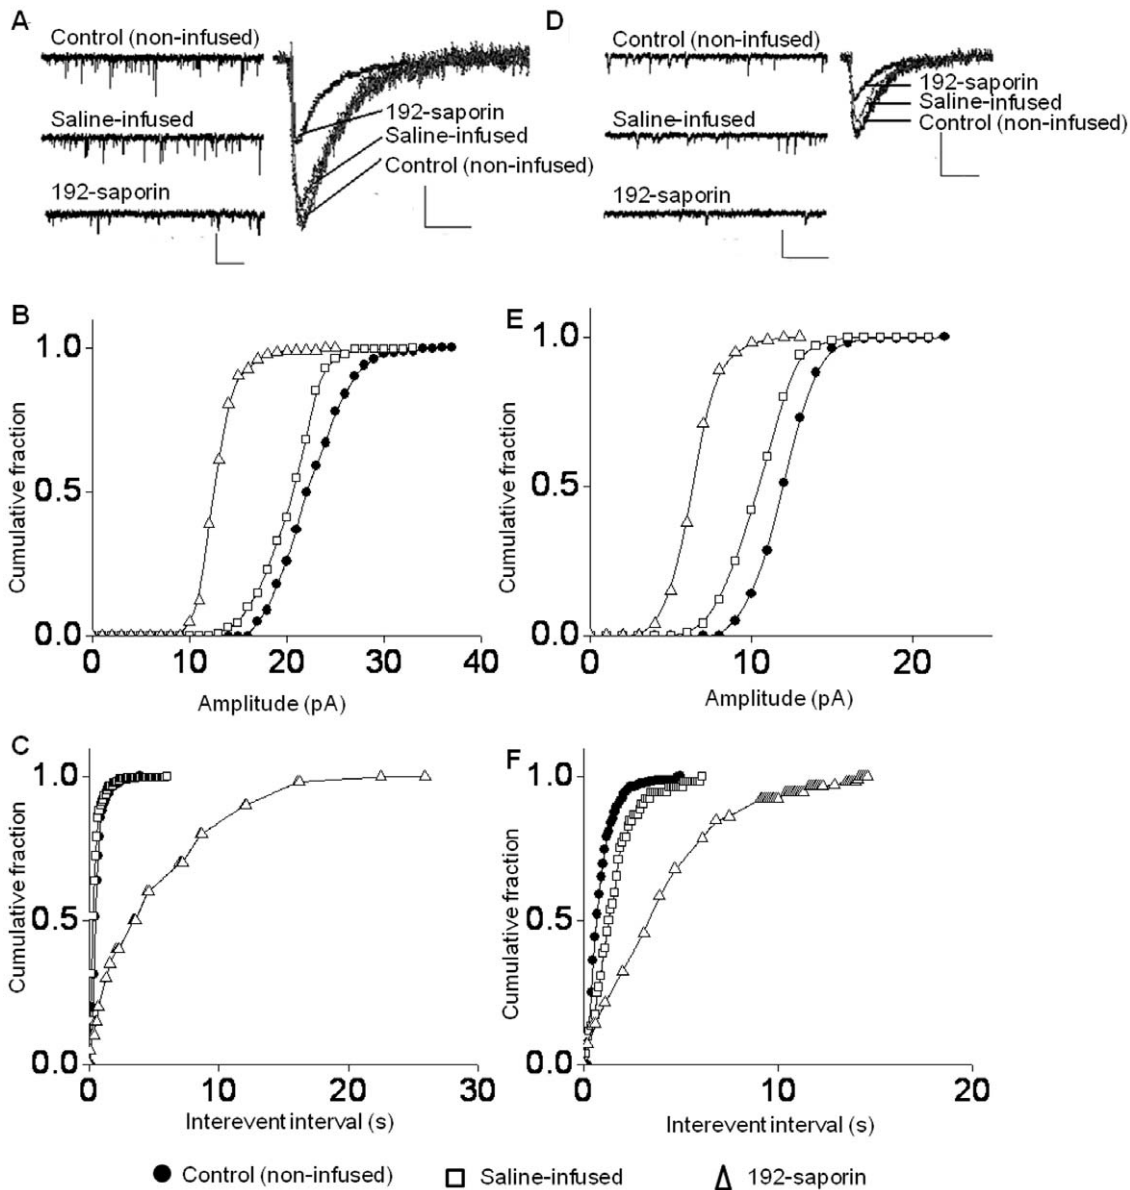 A
Control (non-infused)
Saline-infused
192-saporin
192-saporin
Saline-infused
Control (non-infused)
D
Control (non-infused)
Saline-infused
192-saporin
192-saporin
Saline-infused
Control (non-infused)
B
1.0
0.5
0.0
0 10 20 30 40
Cumulative fraction
Amplitude (pA)
E
1.0
0.5
0.0
0 10 20
Cumulative fraction
Amplitude (pA)
C
1.0
0.5
0.0
0 10 20 30
Cumulative fraction
Interevent interval (s)
F
1.0
0.5
0.0
0 10 20
Cumulative fraction
Interevent interval (s)
Control (non-infused) Saline-infused 192-saporin